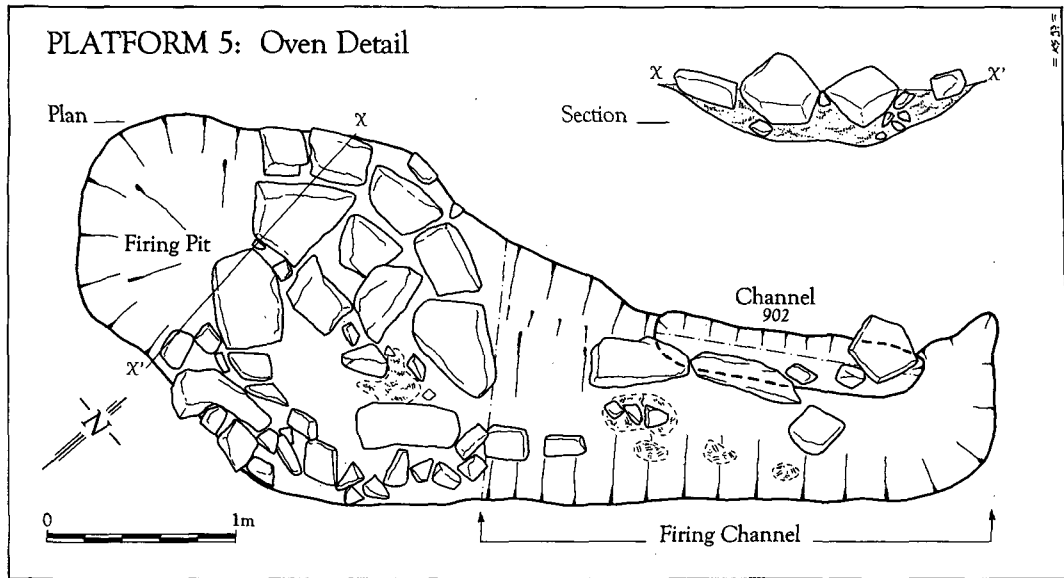 PLATFORM 5: Oven Detail
Plan
Section
X
X'
X
X'
Firing Pit
Channel
902
N
0
1m
Firing Channel